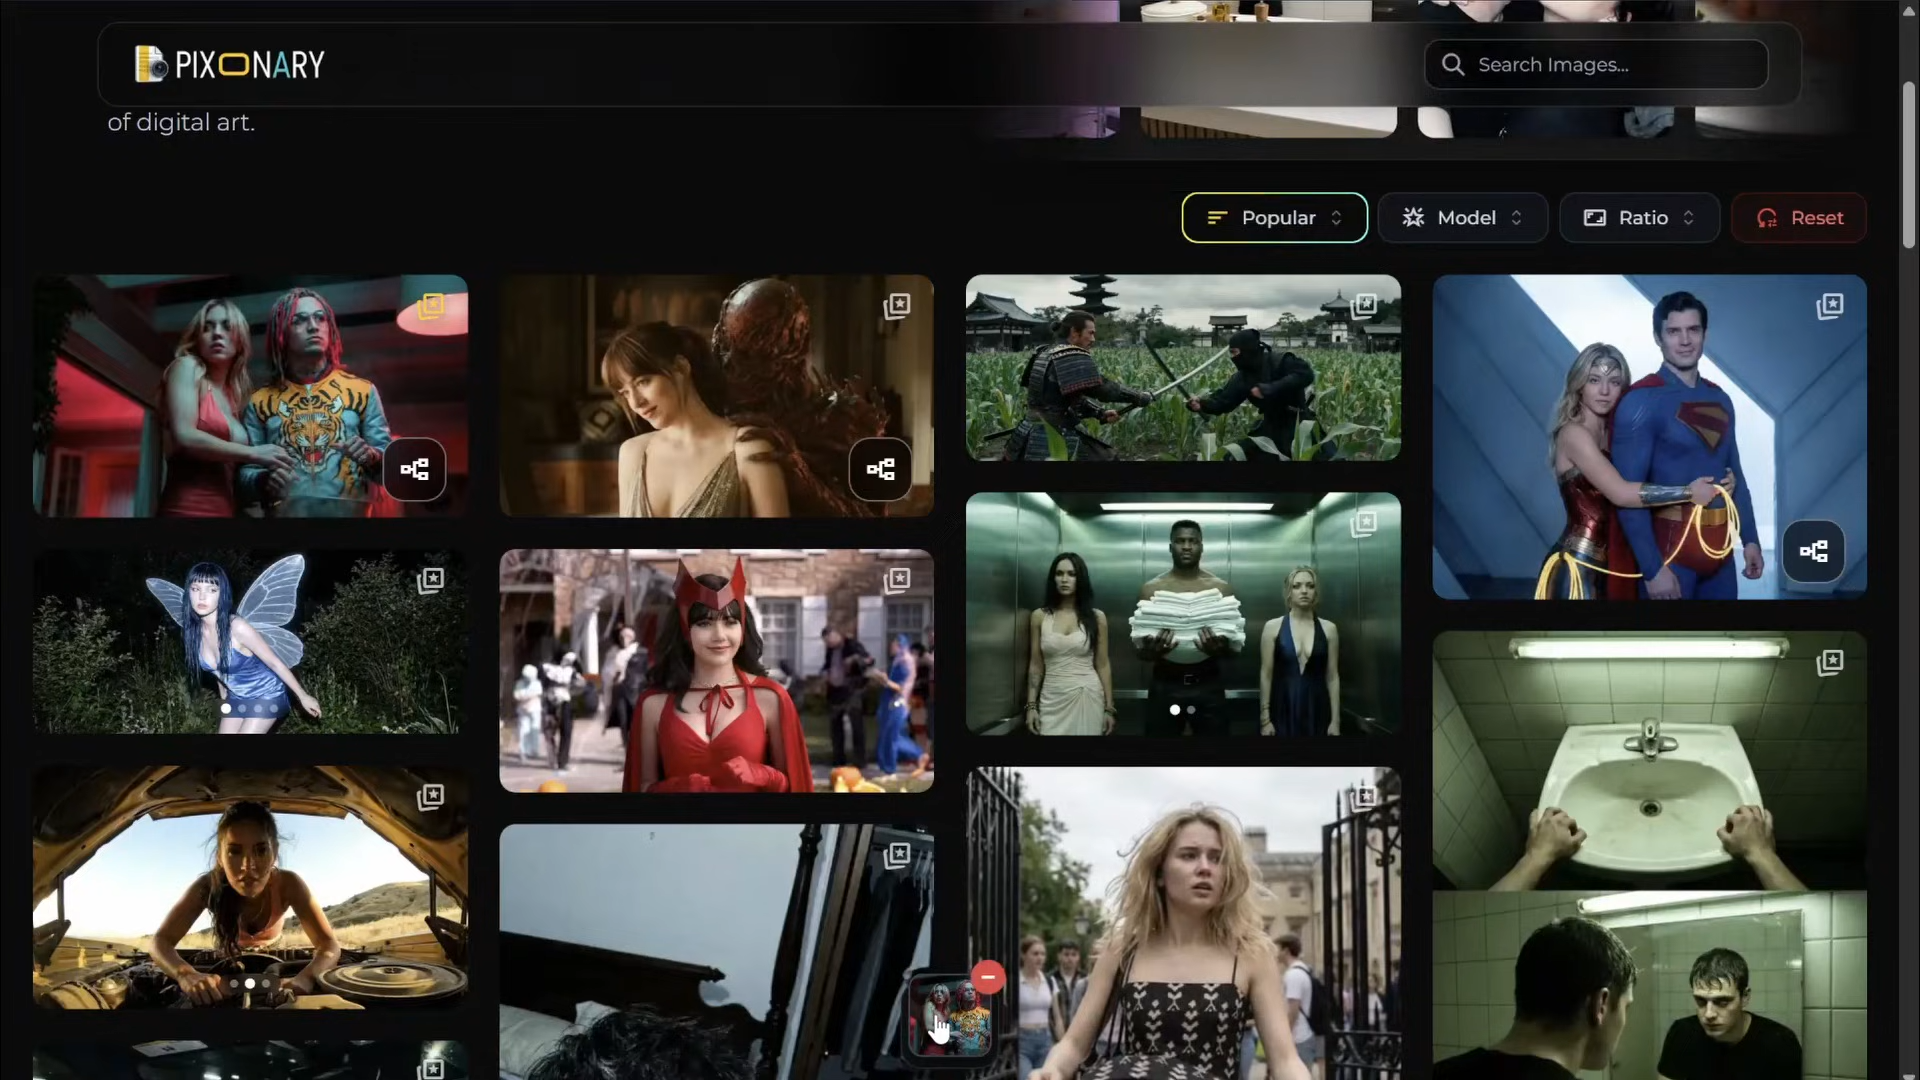 PIXONARY
Search Images...
of digital art.
Popular
Model
Ratio
Reset